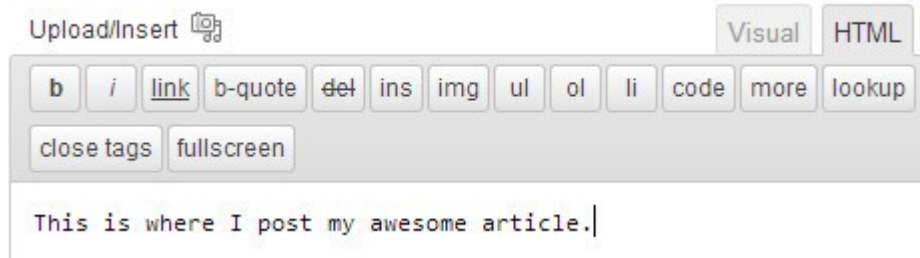 Upload/Insert Visual HTML
b i link b-quote del ins img ul ol li code more lookup
close tags fullscreen
This is where I post my awesome article.